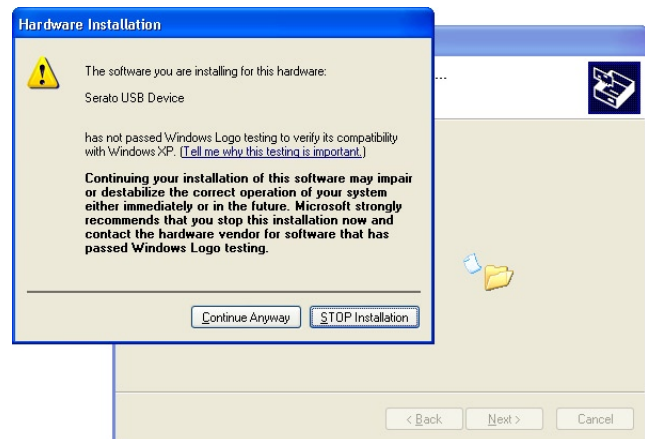 Hardware Installation
The software you are installing for this hardware:
Serato USB Device
has not passed Windows Logo testing to verify its compatibility
with Windows XP. (Tell me why this testing is important.)
Continuing your installation of this software may impair
or destabilize the correct operation of your system
either immediately or in the future. Microsoft strongly
recommends that you stop this installation now and
contact the hardware vendor for software that has
passed Windows Logo testing.
Continue Anyway
STOP Installation
...
< Back
Next >
Cancel